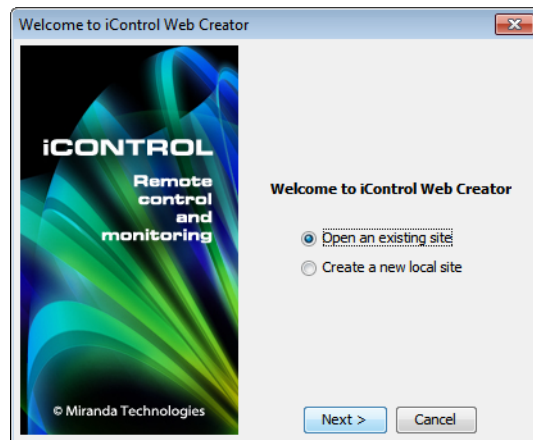 Welcome to iControl Web Creator
iCONTROL
Remote
control
and
monitoring
Welcome to iControl Web Creator
Open an existing site
Create a new local site
© Miranda Technologies
Next >
Cancel